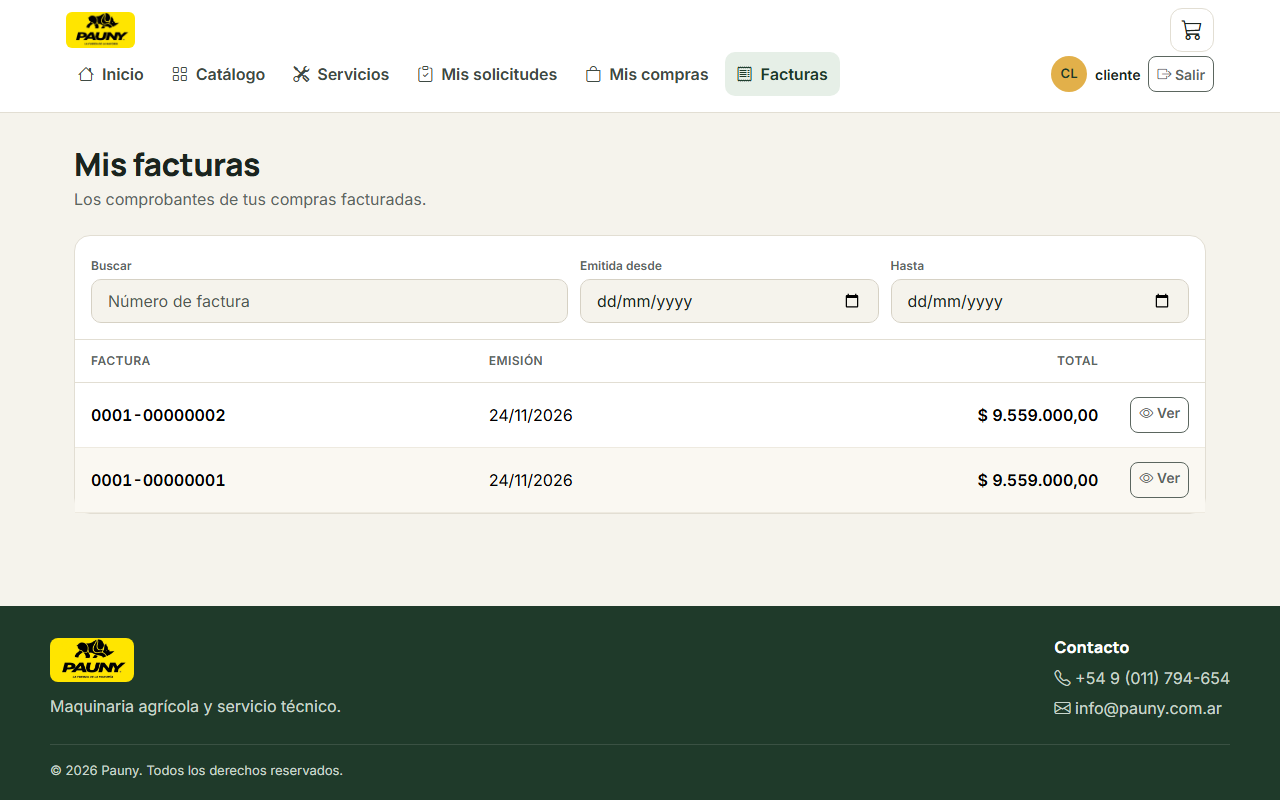 PAUNY
Inicio
Catálogo
Servicios
Mis solicitudes
Mis compras
Facturas
CL
cliente
Salir
Mis facturas
Los comprobantes de tus compras facturadas.
Buscar
Emitida desde
Hasta
Número de factura
dd/mm/yyyy
dd/mm/yyyy
FACTURA
EMISIÓN
TOTAL
0001-00000002
24/11/2026
$ 9.559.000,00
Ver
0001-00000001
24/11/2026
$ 9.559.000,00
Ver
PAUNY
Maquinaria agrícola y servicio técnico.
Contacto
+54 9 (011) 794-654
info@pauny.com.ar
© 2026 Pauny. Todos los derechos reservados.